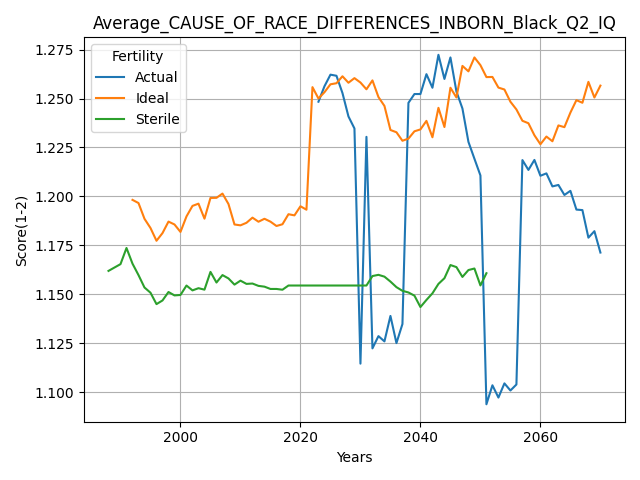 Average_CAUSE_OF_RACE_DIFFERENCES_INBORN_Black_Q2_IQ
Fertility
Actual
Ideal
Sterile
Score(1-2)
1.275
1.250
1.225
1.200
1.175
1.150
1.125
1.100
2000
2020
2040
2060
Years